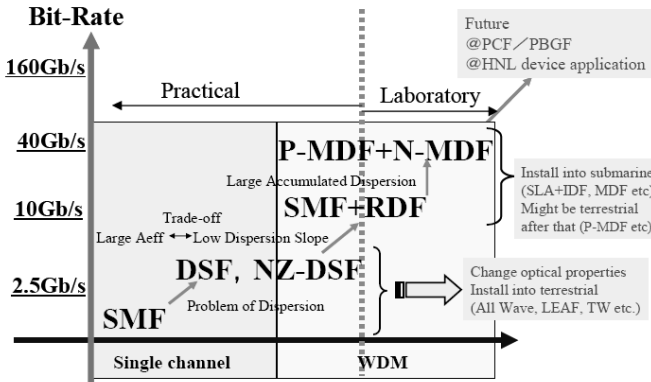 Bit-Rate
Future
@PCF／PBGF
@HNL device application
160Gb/s
Practical
Laboratory
40Gb/s
P-MDF+N-MDF
Large Accumulated Dispersion
Install into submarine
(SLA+IDF, MDF etc)
Might be terrestrial
after that (P-MDF etc)
10Gb/s
SMF+RDF
Trade-off
Large Aeff
Low Dispersion Slope
DSF, NZ-DSF
2.5Gb/s
Problem of Dispersion
Change optical properties
Install into terrestrial
(All Wave, LEAF, TW etc.)
SMF
Single channel
WDM